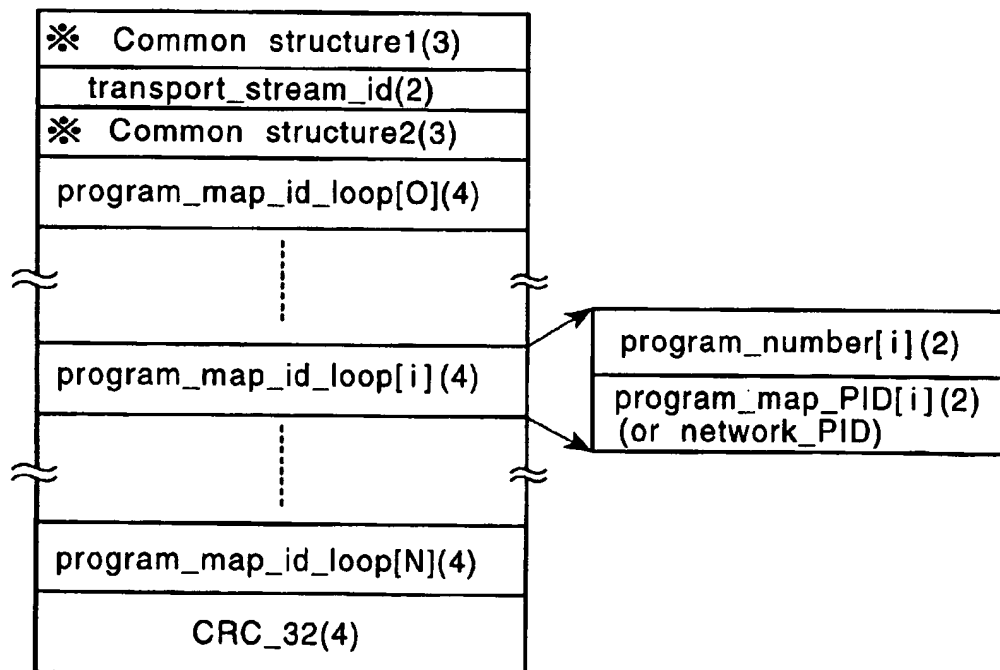 ※ Common structure1(3)
transport_stream_id(2)
※ Common structure2(3)
program_map_id_loop[O](4)
program_map_id_loop[i](4)
program_number[i](2)
program_map_PID[i](2)
(or network_PID)
program_map_id_loop[N](4)
CRC_32(4)